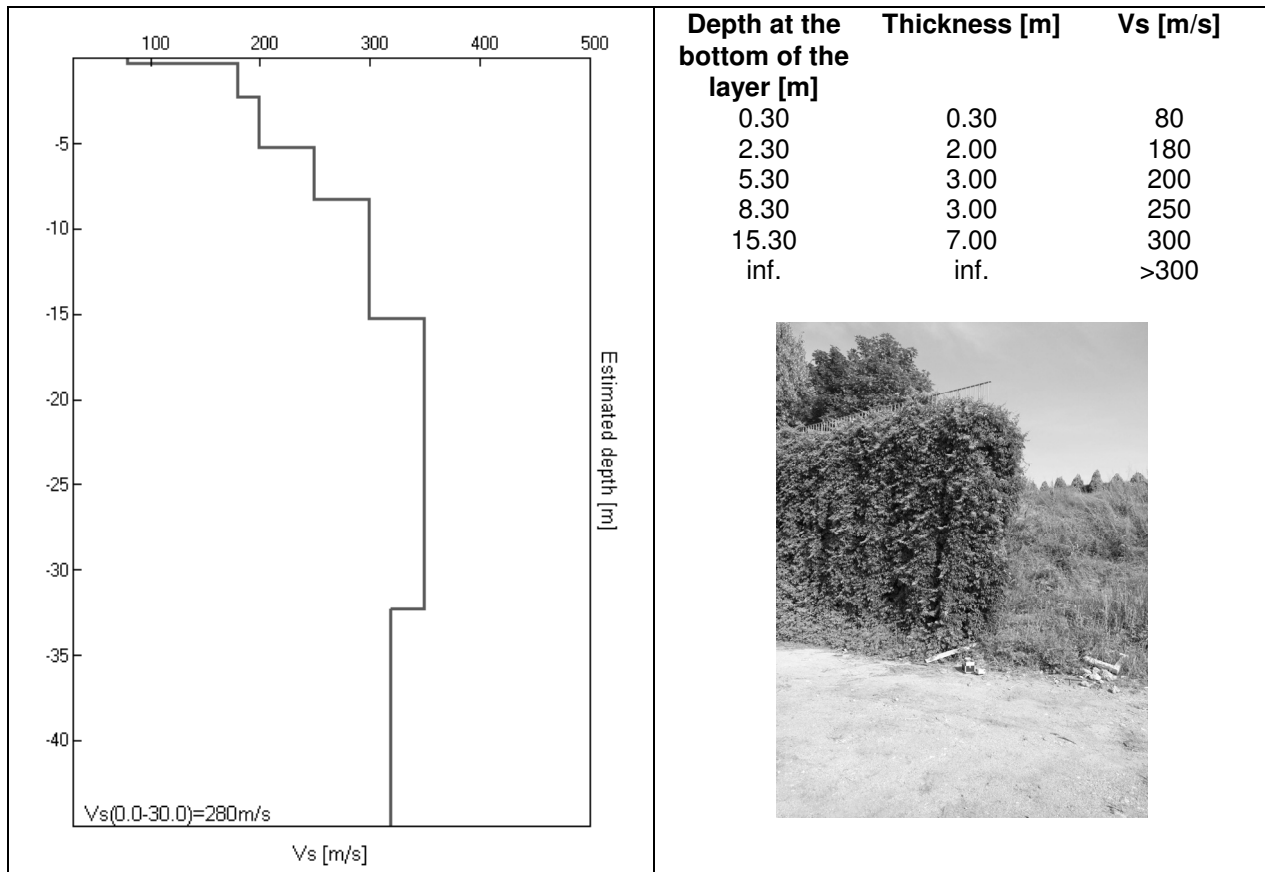 100 200 300 400 500
-5
-10
-15
-20
-25
-30
-35
-40
Estimated depth [m]
Vs(0.0-30.0)=280m/s
Vs [m/s]
Depth at the bottom of the layer [m] Thickness [m] Vs [m/s]
0.30 0.30 80
2.30 2.00 180
5.30 3.00 200
8.30 3.00 250
15.30 7.00 300
inf. inf. >300